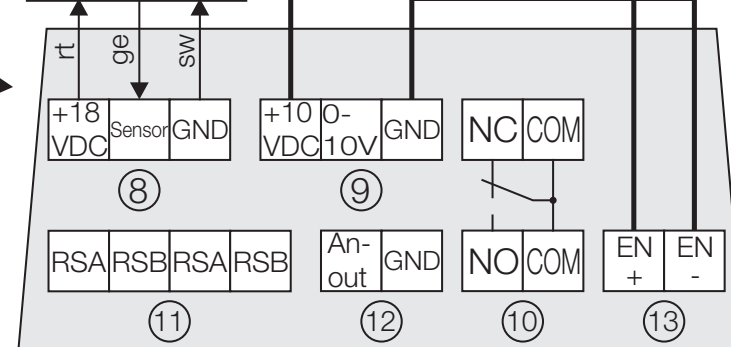 rt ge sw
+18 VDC Sensor GND
+10 VDC 0-10V GND
NC COM
8 9
RSA RSB RSA RSB
An-out GND
NO COM
EN + EN -
11 12 10 13